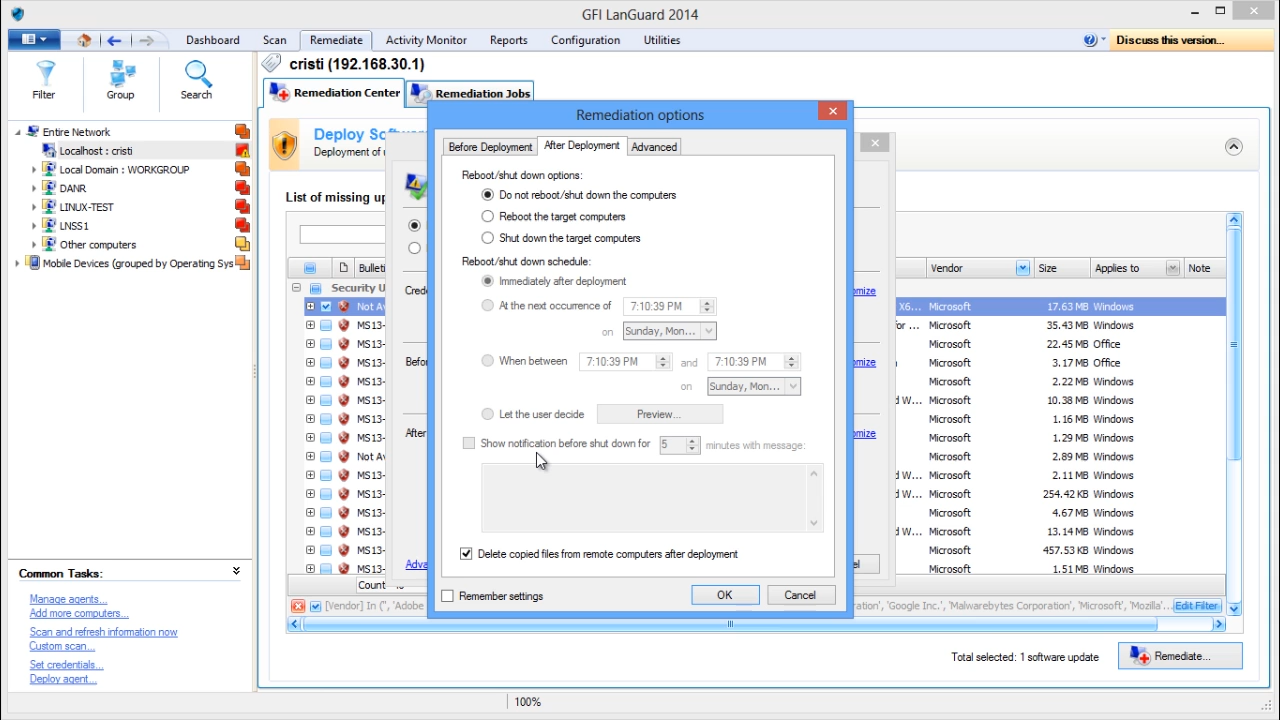 GFI LanGuard 2014
Dashboard
Scan
Remediate
Activity Monitor
Reports
Configuration
Utilities
Discuss this version...
Filter
Group
Search
cristi (192.168.30.1)
Remediation Center
Remediation Jobs
Entire Network
Localhost : cristi
Local Domain : WORKGROUP
DANR
LINUX-TEST
LNSS1
Other computers
Mobile Devices (grouped by Operating Sys
Common Tasks:
Manage agents...
Add more computers...
Scan and refresh information now
Custom scan...
Set credentials...
Deploy agent...
Deploy Sof
Deployment of
List of missing up
Remediation options
Before Deployment
After Deployment
Advanced
Reboot/shut down options:
Do not reboot/shut down the computers
Reboot the target computers
Shut down the target computers
Reboot/shut down schedule:
Immediately after deployment
At the next occurrence of 7:10:39 PM
on Sunday, Mon...
When between 7:10:39 PM and 7:10:39 PM
on Sunday, Mon...
Let the user decide Preview...
Show notification before shut down for 5 minutes with message:
Delete copied files from remote computers after deployment
Remember settings
OK
Cancel
Crede
Befor
After
Adva
omize
omize
omize
el
Bulleti Vendor Size Applies to Note
Security U
Not Av X6... Microsoft 17.63 MB Windows
MS13- for ... Microsoft 35.43 MB Windows
MS13- Microsoft 22.45 MB Office
MS13- Microsoft 3.17 MB Office
MS13- Microsoft 2.22 MB Windows
MS13- d W... Microsoft 10.38 MB Windows
MS13- Microsoft 1.16 MB Windows
MS13- Microsoft 1.29 MB Windows
Not Av Microsoft 2.89 MB Windows
MS13- d W... Microsoft 2.11 MB Windows
MS13- d W... Microsoft 254.42 KB Windows
MS13- Microsoft 4.67 MB Windows
MS13- d W... Microsoft 13.14 MB Windows
MS13- Microsoft 457.53 KB Windows
MS13- Microsoft 1.51 MB Windows
Count
[Vendor] In ('', 'Adobe
ration', 'Google Inc.', 'Malwarebytes Corporation', 'Microsoft', 'Mozilla'...
Edit Filter
Total selected: 1 software update
Remediate...
100%